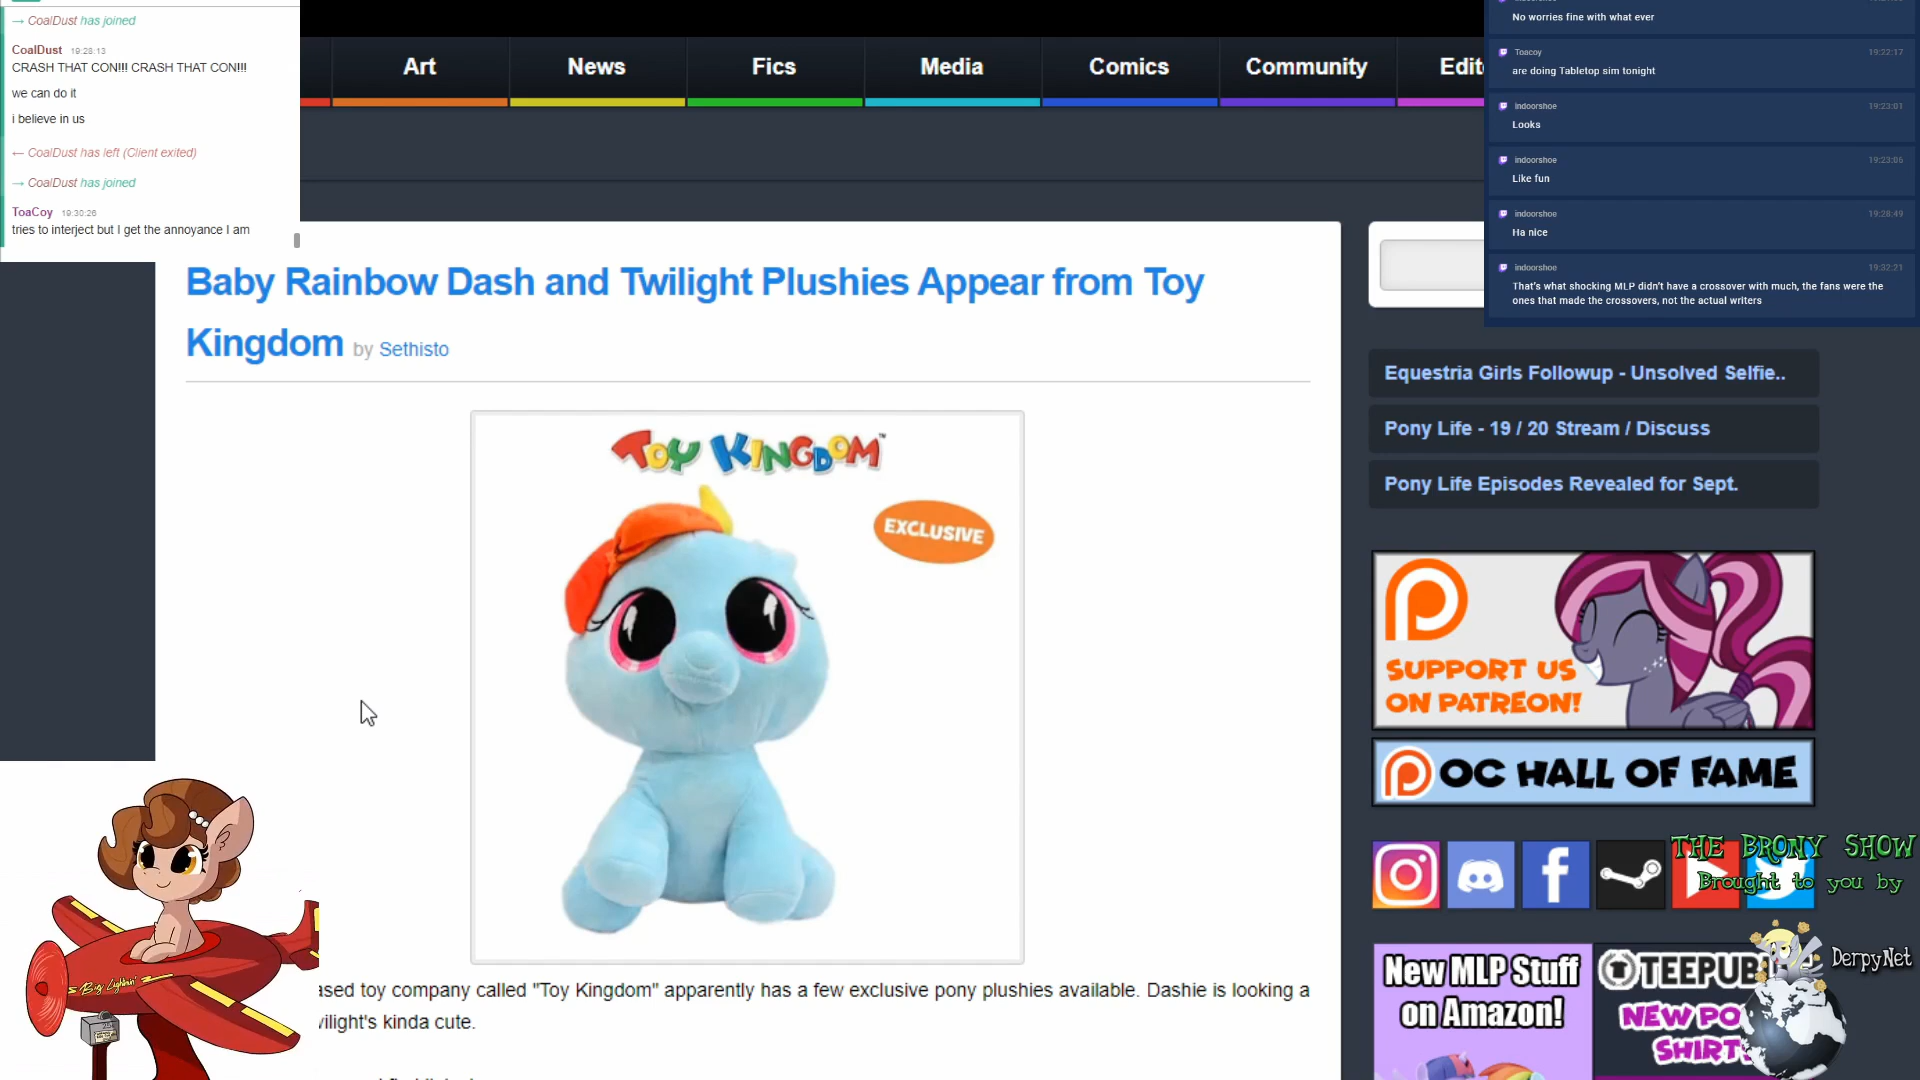 → CoalDust has joined
CoalDust 19:28:13
CRASH THAT CON!!! CRASH THAT CON!!!
we can do it
i believe in us
← CoalDust has left (Client exited)
→ CoalDust has joined
ToaCoy 19:30:26
tries to interject but I get the annoyance I am
Art News Fics Media Comics Community
No worries fine with what ever
Toacoy 19:22:17
are doing Tabletop sim tonight
indoorshoe 19:23:01
Looks
indoorshoe 19:23:06
Like fun
indoorshoe 19:28:49
Ha nice
indoorshoe 19:32:21
That's what shocking MLP didn't have a crossover with much, the fans were the
ones that made the crossovers, not the actual writers
Baby Rainbow Dash and Twilight Plushies Appear from Toy
Kingdom by Sethisto
TOY KINGDOM™
EXCLUSIVE
ased toy company called "Toy Kingdom" apparently has a few exclusive pony plushies available. Dashie is looking a
vilight's kinda cute.
Equestria Girls Followup - Unsolved Selfie..
Pony Life - 19 / 20 Stream / Discuss
Pony Life Episodes Revealed for Sept.
SUPPORT US
ON PATREON!
OC HALL OF FAME
THE BRONY SHOW
Brought to you by
DerpyNet
New MLP Stuff
on Amazon!
TEEPUB
NEW PO
SHIRT
Big Lightnin'